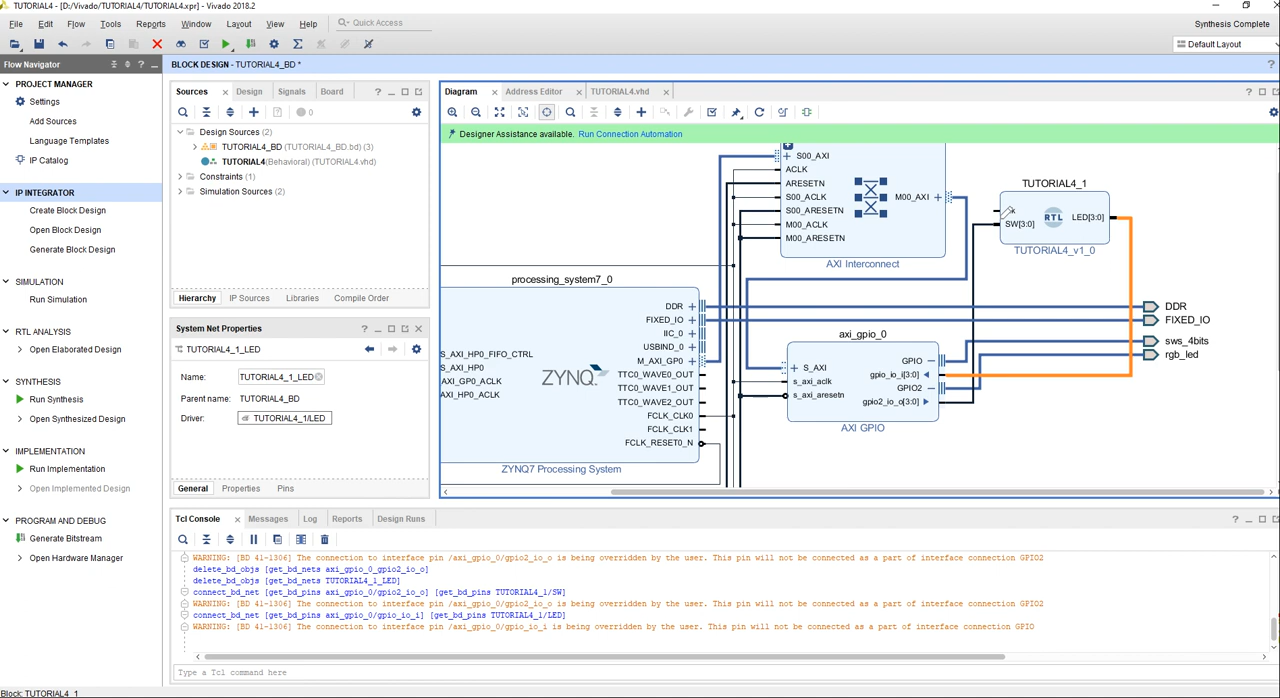 TUTORIAL4 - [D:/Vivado/TUTORIAL4/TUTORIAL4.xpr] - Vivado 2018.2
File Edit Flow Tools Reports Window Layout View Help Quick Access
Synthesis Complete
Default Layout
Flow Navigator
PROJECT MANAGER
Settings
Add Sources
Language Templates
IP Catalog
IP INTEGRATOR
Create Block Design
Open Block Design
Generate Block Design
SIMULATION
Run Simulation
RTL ANALYSIS
Open Elaborated Design
SYNTHESIS
Run Synthesis
Open Synthesized Design
IMPLEMENTATION
Run Implementation
Open Implemented Design
PROGRAM AND DEBUG
Generate Bitstream
Open Hardware Manager
BLOCK DESIGN - TUTORIAL4_BD *
Sources Design Signals Board
0
Design Sources (2)
TUTORIAL4_BD (TUTORIAL4_BD.bd) (3)
TUTORIAL4(Behavioral) (TUTORIAL4.vhd)
Constraints (1)
Simulation Sources (2)
Hierarchy IP Sources Libraries Compile Order
System Net Properties
TUTORIAL4_1_LED
Name: TUTORIAL4_1_LED
Parent name: TUTORIAL4_BD
Driver: TUTORIAL4_1/LED
General Properties Pins
Diagram Address Editor TUTORIAL4.vhd
Designer Assistance available. Run Connection Automation
S00_AXI
ACLK
ARESETN
S00_ACLK
S00_ARESETN
M00_ACLK
M00_ARESETN
M00_AXI
AXI Interconnect
TUTORIAL4_1
SW[3:0]
RTL
LED[3:0]
TUTORIAL4_v1_0
processing_system7_0
S_AXI_HP0_FIFO_CTRL
S_AXI_HP0
AXI_GP0_ACLK
AXI_HP0_ACLK
ZYNQ
DDR
FIXED_IO
IIC_0
USBIND_0
M_AXI_GP0
TTC0_WAVE0_OUT
TTC0_WAVE1_OUT
TTC0_WAVE2_OUT
FCLK_CLK0
FCLK_CLK1
FCLK_RESET0_N
ZYNQ7 Processing System
axi_gpio_0
S_AXI
s_axi_aclk
s_axi_aresetn
GPIO
gpio_io_i[3:0]
GPIO2
gpio2_io_o[3:0]
AXI GPIO
DDR
FIXED_IO
sws_4bits
rgb_led
Tcl Console Messages Log Reports Design Runs
WARNING: [BD 41-1306] The connection to interface pin /axi_gpio_0/gpio2_io_o is being overridden by the user. This pin will not be connected as a part of interface connection GPIO2
delete_bd_objs [get_bd_nets axi_gpio_0_gpio2_io_o]
delete_bd_objs [get_bd_nets TUTORIAL4_1_LED]
connect_bd_net [get_bd_pins axi_gpio_0/gpio2_io_o] [get_bd_pins TUTORIAL4_1/SW]
WARNING: [BD 41-1306] The connection to interface pin /axi_gpio_0/gpio2_io_o is being overridden by the user. This pin will not be connected as a part of interface connection GPIO2
connect_bd_net [get_bd_pins axi_gpio_0/gpio_io_i] [get_bd_pins TUTORIAL4_1/LED]
WARNING: [BD 41-1306] The connection to interface pin /axi_gpio_0/gpio_io_i is being overridden by the user. This pin will not be connected as a part of interface connection GPIO
Type a Tcl command here
Block: TUTORIAL4_1